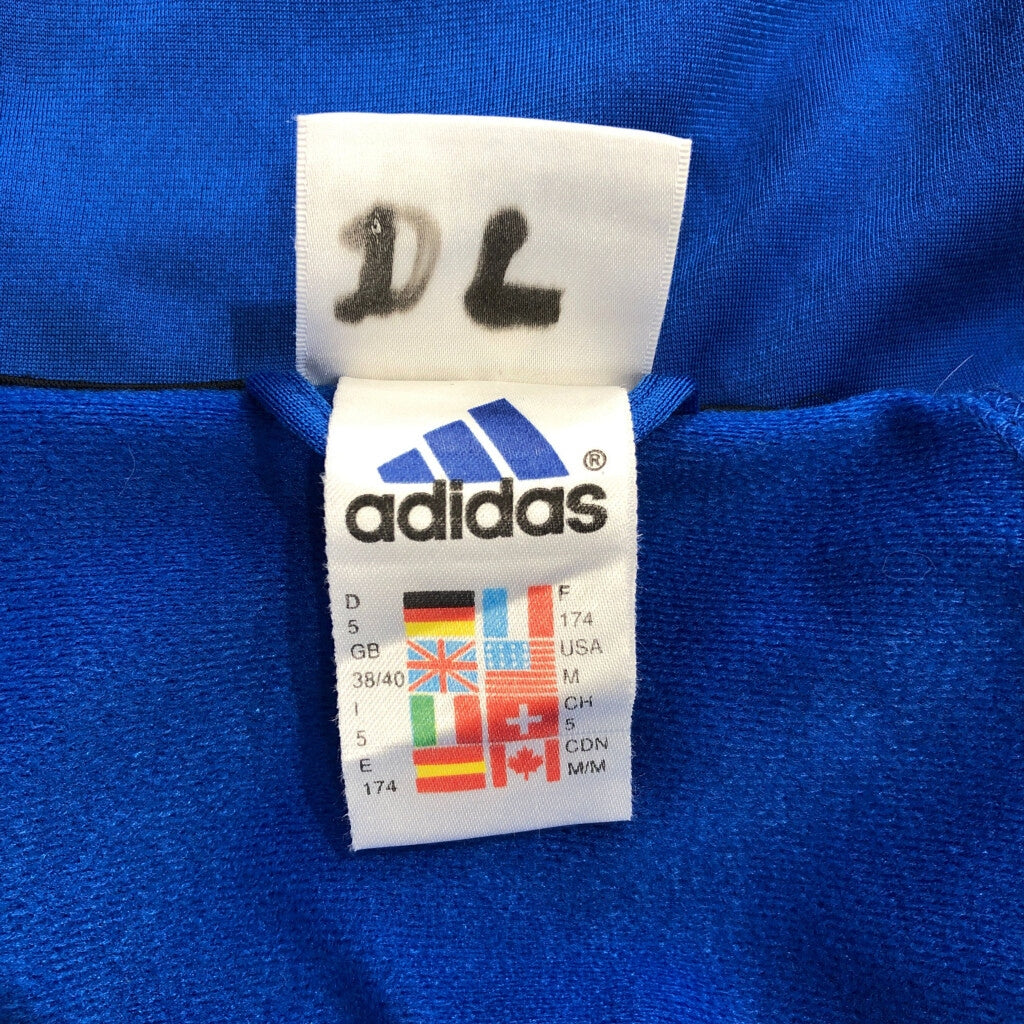 DL
®
adidas
D F
5 174
GB USA
38/40 M
I CH
5 5
E CDN
174 M/M